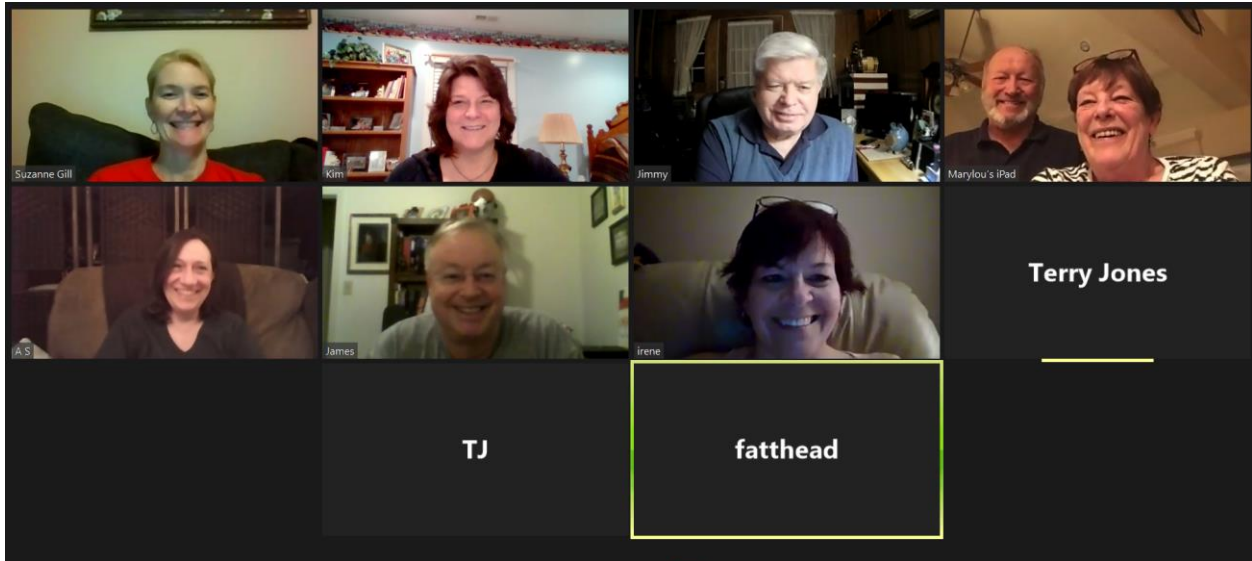 Suzanne Gill
Kim
Jimmy
Marylou's iPad
A S
James
irene
Terry Jones
TJ
fatthead